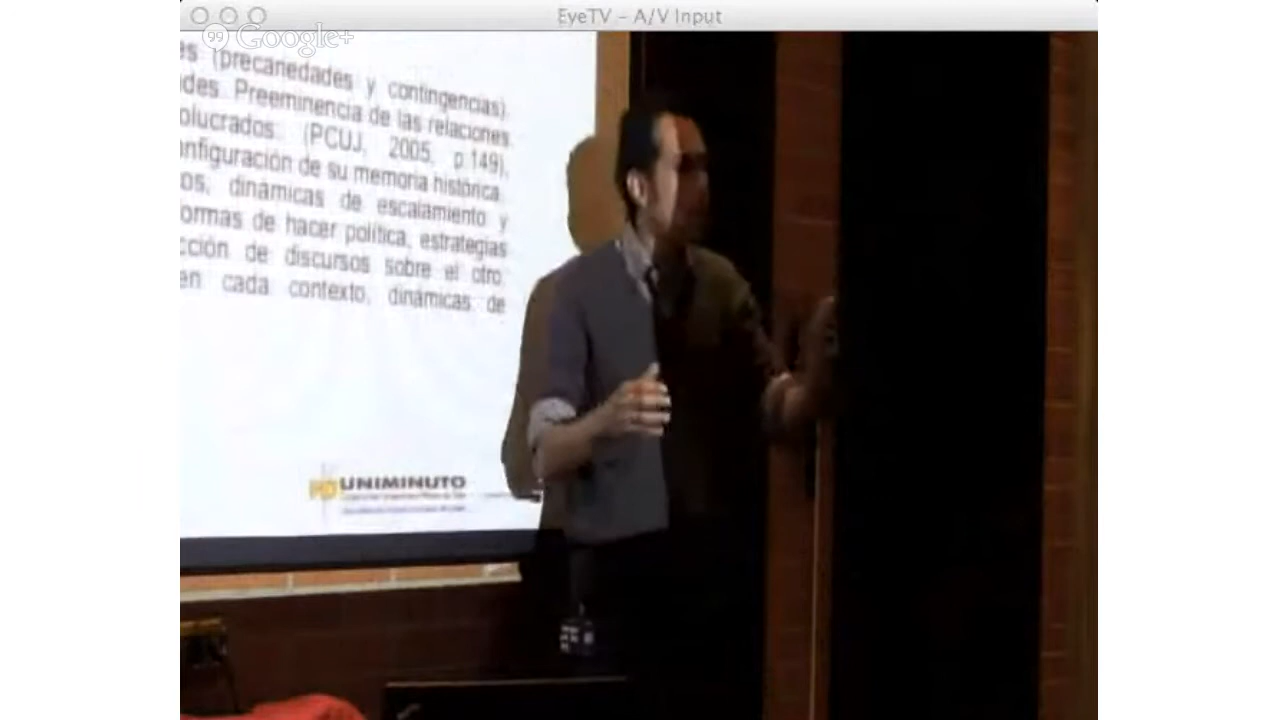 EyeTV – A/V Input
Google+
es (precariedades y contingencias).
des. Preeminencia de las relaciones
olucrados. (PCUJ, 2005, p.149),
nfiguración de su memoria histórica.
os, dinámicas de escalamiento y
ormas de hacer política, estrategias
cción de discursos sobre el otro.
en cada contexto, dinámicas de
UNIMINUTO